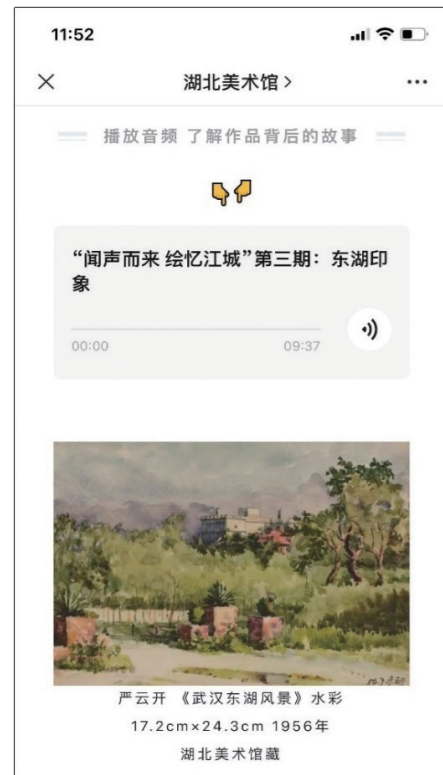 11:52
湖北美术馆
播放音频 了解作品背后的故事
“闻声而来 绘忆江城”第三期：东湖印
象
00:00 09:37
严云开 《武汉东湖风景》水彩
17.2cm×24.3cm 1956年
湖北美术馆藏